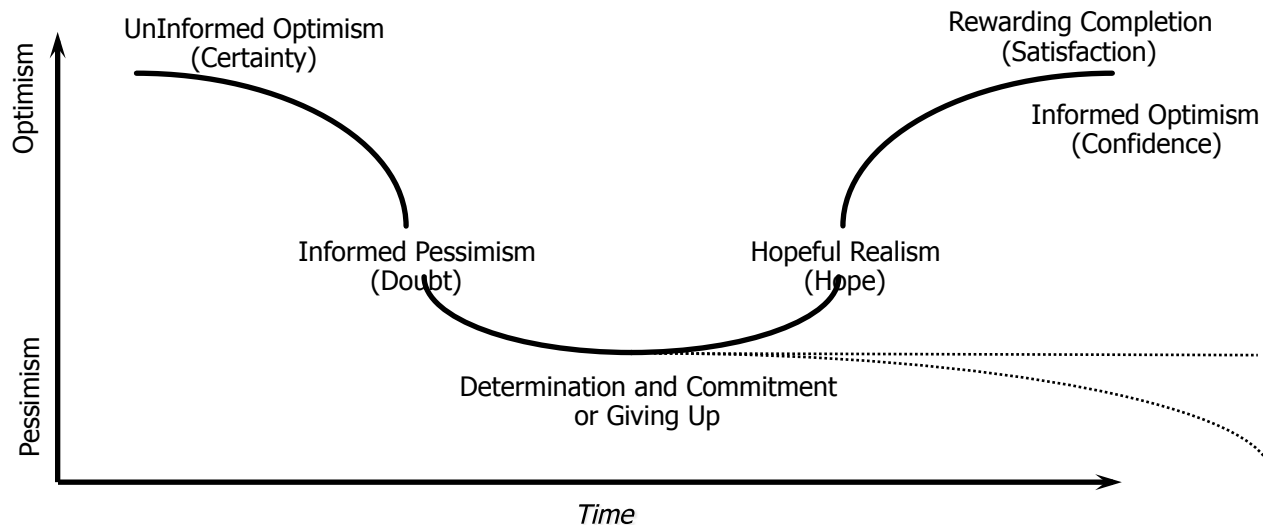 UnInformed Optimism
(Certainty)
Rewarding Completion
(Satisfaction)
Optimism
Informed Optimism
(Confidence)
Informed Pessimism
(Doubt)
Hopeful Realism
(Hope)
Pessimism
Determination and Commitment
or Giving Up
Time